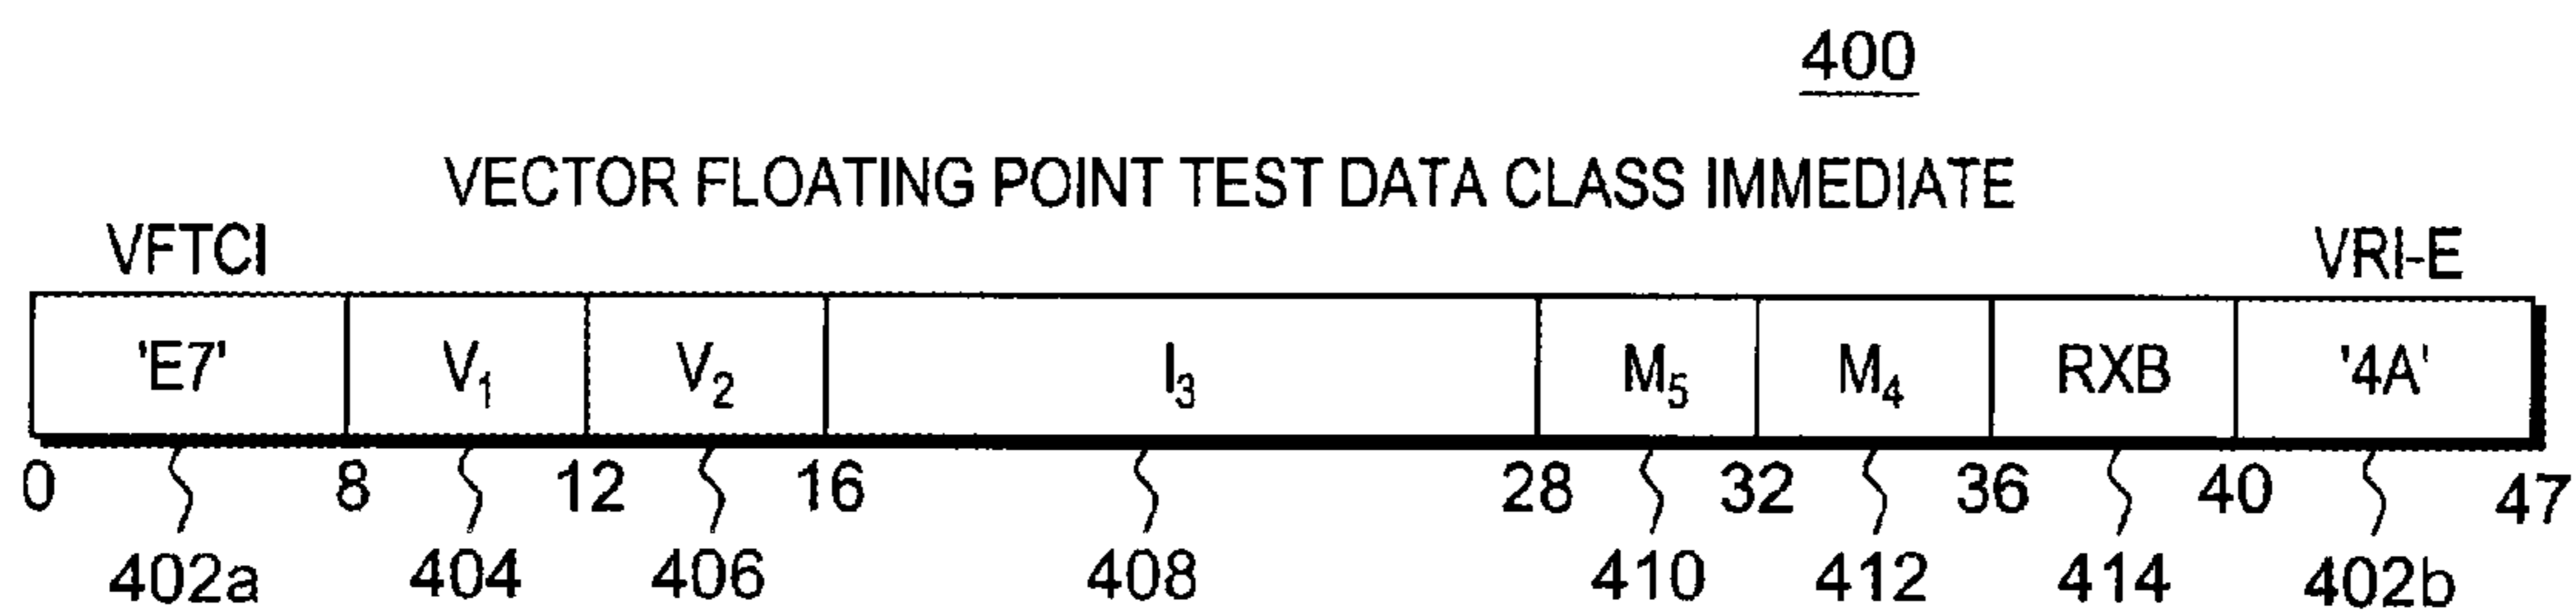 400
VECTOR FLOATING POINT TEST DATA CLASS IMMEDIATE
VFTCI VRI-E
'E7' V₁ V₂ I₃ M₅ M₄ RXB '4A'
0 8 12 16 28 32 36 40 47
402a 404 406 408 410 412 414 402b